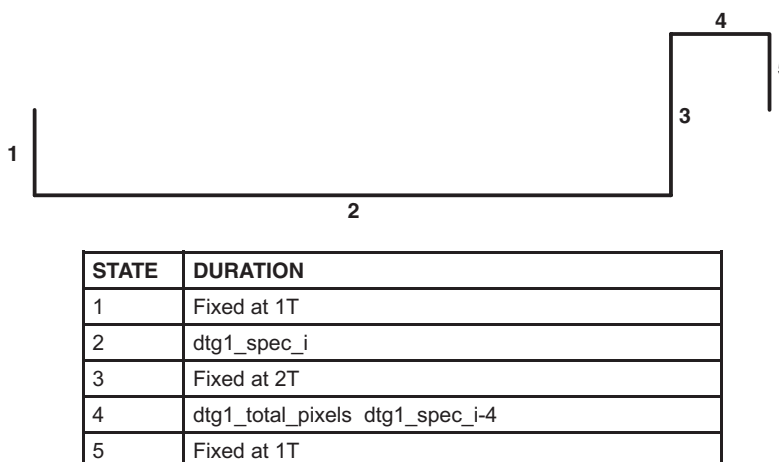 4
3
1
2
STATE DURATION
1 Fixed at 1T
2 dtg1_spec_i
3 Fixed at 2T
4 dtg1_total_pixels dtg1_spec_i-4
5 Fixed at 1T